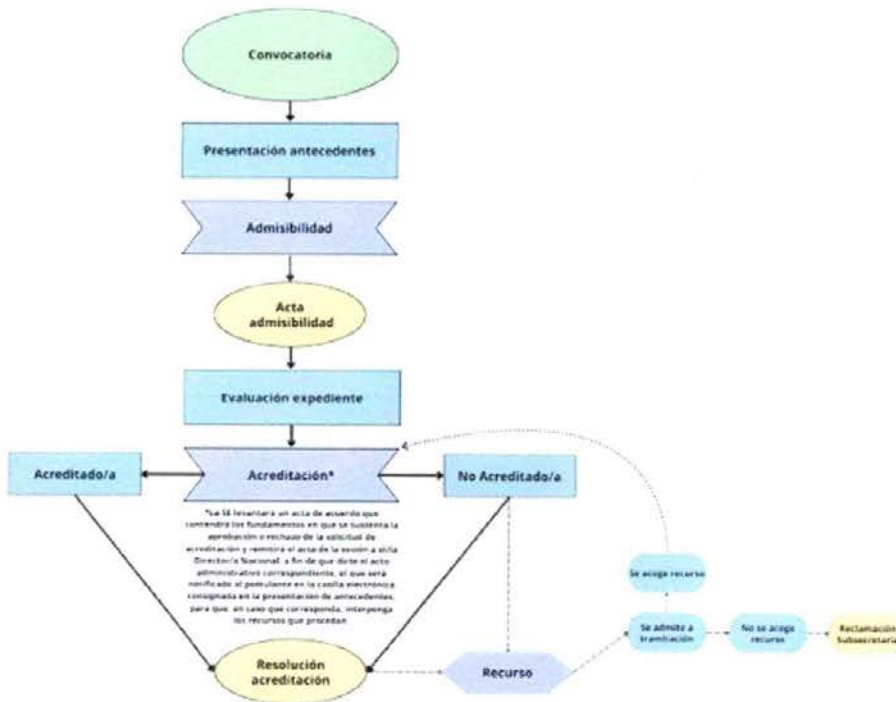 Convocatoria
Presentación antecedentes
Admisibilidad
Acta
admisibilidad
Evaluación expediente
Acreditado/a
Acreditación*
No Acreditado/a
levantará un acta de acuerdo que
contendrá los fundamentos en que se sustenta la
aprobación o rechazo de la solicitud de
acreditación y remitirá el acta de la sesión a el/la
Director/a Nacional, a fin de que dicte el acto
administrativo correspondiente, el que será
notificado al postulante en la casilla electrónica
consignada en la presentación de antecedentes,
para que, en caso que corresponda, interponga
los recursos que procedan
Se acoge recurso
Se admite a
tramitación
No se acoge
recurso
Reclamación
Subsecretaría
Resolución
acreditación
Recurso